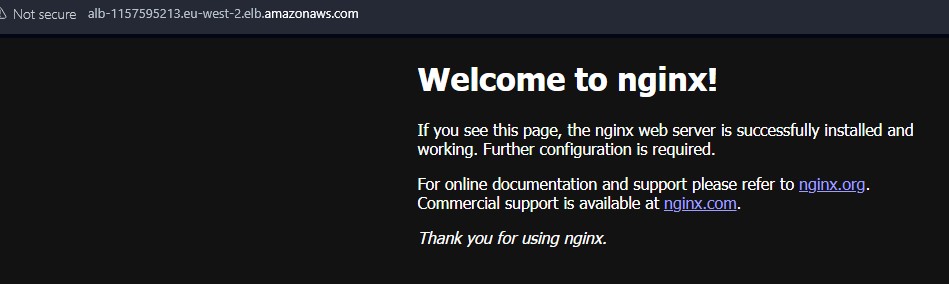 Not secure alb-1157595213.eu-west-2.elb.amazonaws.com
Welcome to nginx!
If you see this page, the nginx web server is successfully installed and
working. Further configuration is required.
For online documentation and support please refer to nginx.org.
Commercial support is available at nginx.com.
Thank you for using nginx.